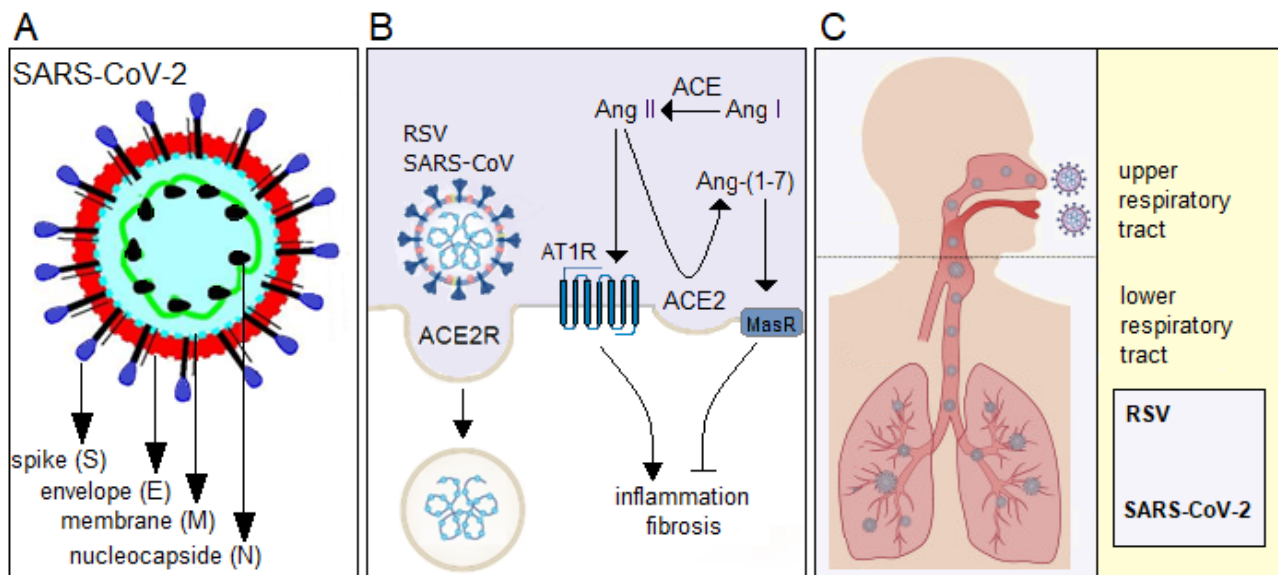 A
SARS-CoV-2
spike (S)
envelope (E)
membrane (M)
nucleocapside (N)
B
ACE
Ang II
Ang I
RSV
SARS-CoV
Ang-(1-7)
AT1R
ACE2
ACE2R
MasR
inflammation
fibrosis
C
upper
respiratory
tract
lower
respiratory
tract
RSV
SARS-CoV-2